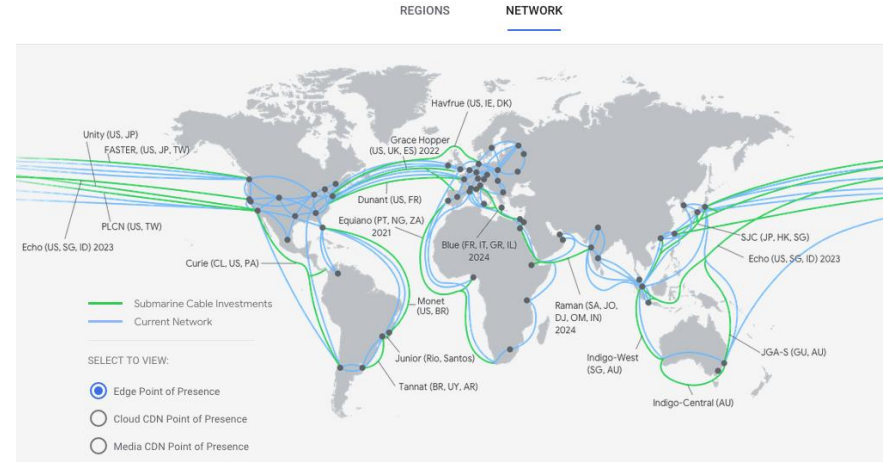 REGIONS
NETWORK
Havfrue (US, IE, DK)
Unity (US, JP)
FASTER, (US, JP, TW)
Grace Hopper
(US, UK, ES) 2022
Dunant (US, FR)
PLCN (US, TW)
Equiano (PT, NG, ZA)
2021
Echo (US, SG, ID) 2023
Blue (FR, IT, GR, IL)
2024
SJC (JP, HK, SG)
Echo (US, SG, ID) 2023
Curie (CL, US, PA)
Submarine Cable Investments
Current Network
Monet
(US, BR)
Raman (SA, JO,
DJ, OM, IN)
2024
Junior (Rio, Santos)
Indigo-West
(SG, AU)
JGA-S (GU, AU)
SELECT TO VIEW:
Tannat (BR, UY, AR)
Edge Point of Presence
Indigo-Central (AU)
Cloud CDN Point of Presence
Media CDN Point of Presence